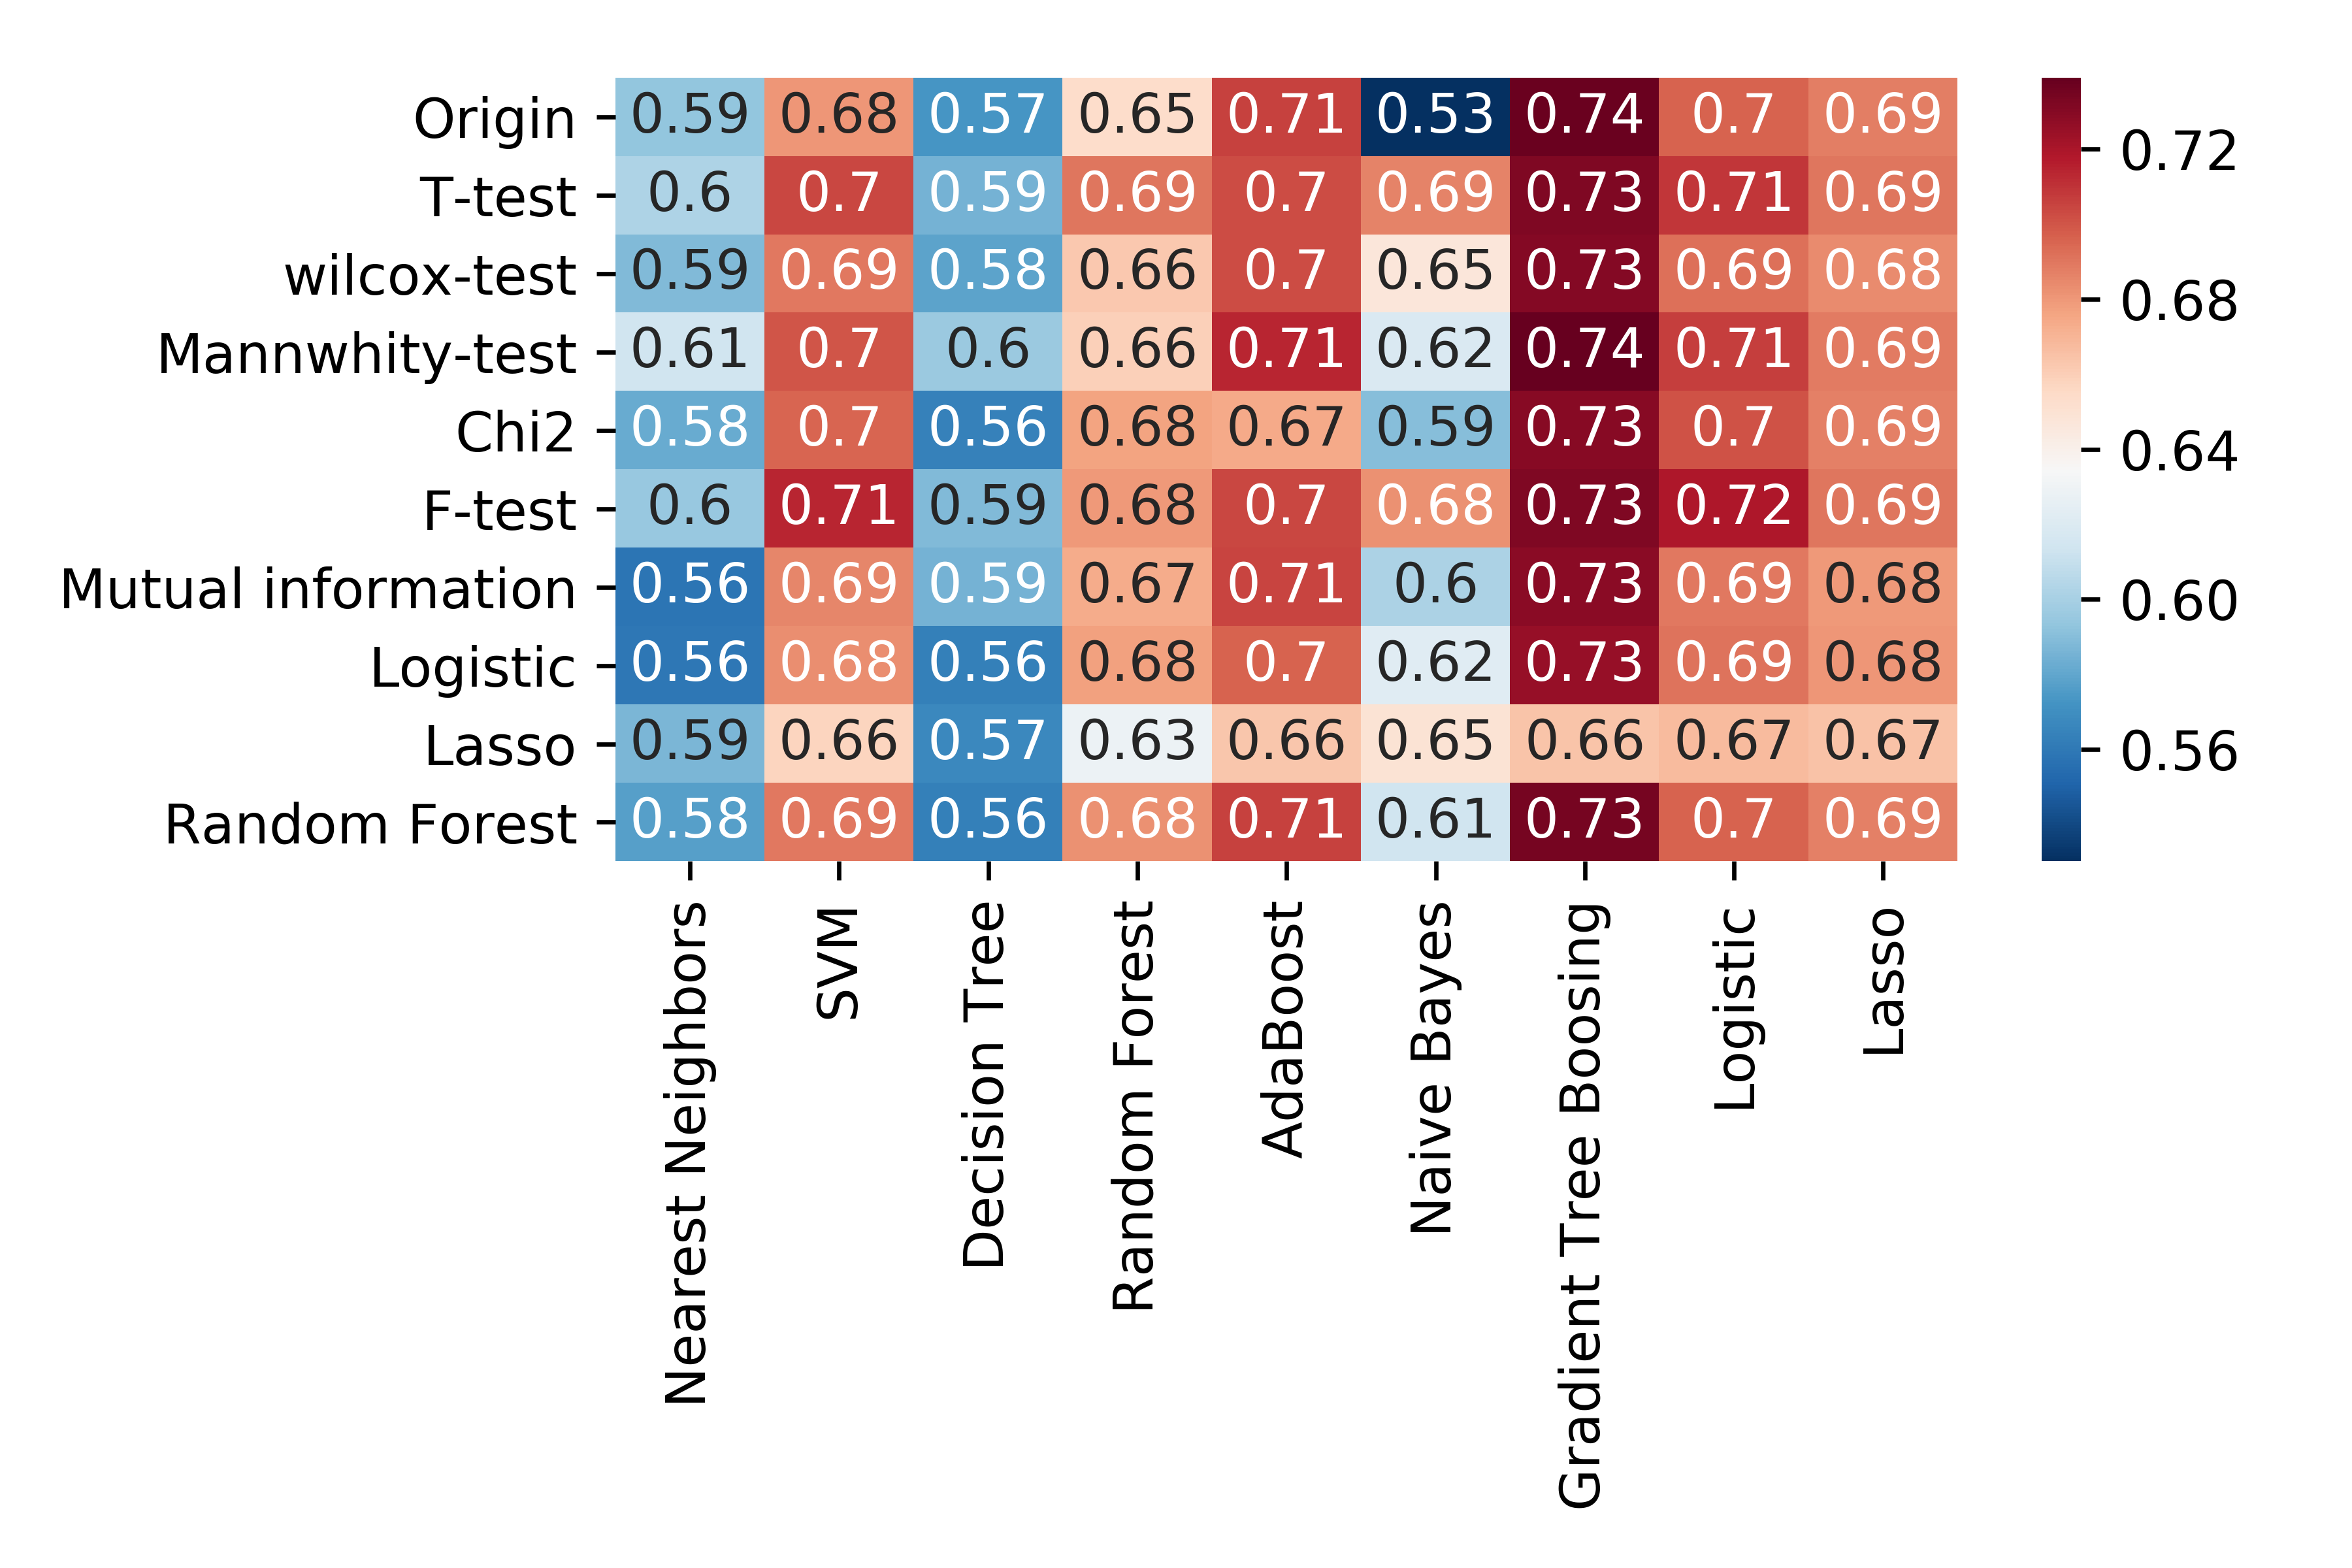 Origin 0.59 0.68 0.57 0.65 0.71 0.53 0.74 0.7 0.69
T-test 0.6 0.7 0.59 0.69 0.7 0.69 0.73 0.71 0.69
wilcox-test 0.59 0.69 0.58 0.66 0.7 0.65 0.73 0.69 0.68
Mannwhity-test 0.61 0.7 0.6 0.66 0.71 0.62 0.74 0.71 0.69
Chi2 0.58 0.7 0.56 0.68 0.67 0.59 0.73 0.7 0.69
F-test 0.6 0.71 0.59 0.68 0.7 0.68 0.73 0.72 0.69
Mutual information 0.56 0.69 0.59 0.67 0.71 0.6 0.73 0.69 0.68
Logistic 0.56 0.68 0.56 0.68 0.7 0.62 0.73 0.69 0.68
Lasso 0.59 0.66 0.57 0.63 0.66 0.65 0.66 0.67 0.67
Random Forest 0.58 0.69 0.56 0.68 0.71 0.61 0.73 0.7 0.69
Nearest Neighbors
SVM
Decision Tree
Random Forest
AdaBoost
Naive Bayes
Gradient Tree Boosing
Logistic
Lasso
0.72
0.68
0.64
0.60
0.56